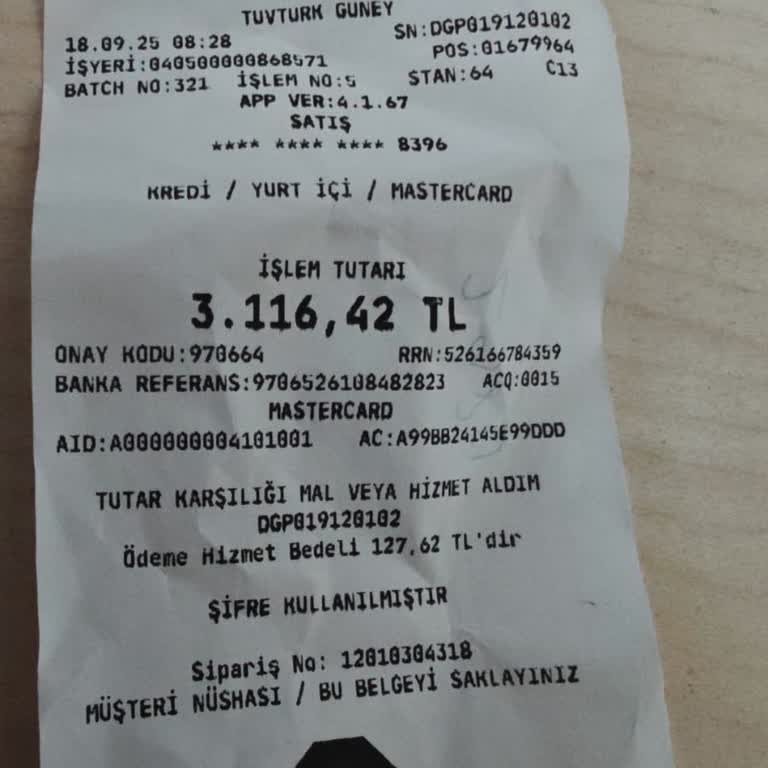 TUVTURK GUNEY
18.09.25 08:28 SN:DGP019120102
İŞYERİ:040500000868571 POS:01679964
BATCH NO:321 İŞLEM NO:5 STAN:64 C13
APP VER:4.1.67
SATIŞ
**** **** **** 8396
KREDİ / YURT İÇİ / MASTERCARD
İŞLEM TUTARI
3.116,42 TL
ONAY KODU:970664 RRN:526166784359
BANKA REFERANS:9706526108482823 ACQ:0015
MASTERCARD
AID:A000000004101001 AC:A99BB24145E99DDD
TUTAR KARŞILIĞI MAL VEYA HİZMET ALDIM
DGP019120102
Ödeme Hizmet Bedeli 127,62 TL'dir
ŞİFRE KULLANILMIŞTIR
Sipariş No: 12010304318
MÜŞTERİ NÜSHASI / BU BELGEYİ SAKLAYINIZ